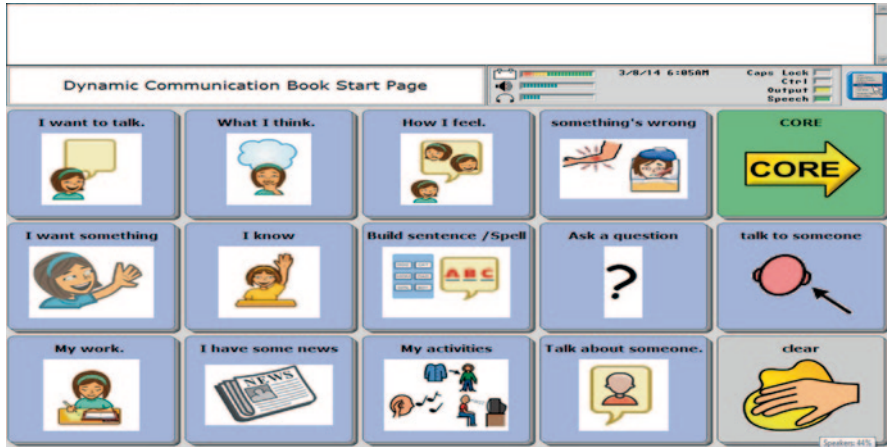 Dynamic Communication Book Start Page
3/8/14 6:05AM
Caps Lock
Ctrl
Output
Speech
I want to talk.
What I think.
How I feel.
something's wrong
CORE
CORE
I want something
I know
Build sentence /Spell
ABC
Ask a question
?
talk to someone
My work.
I have some news
NEWS
My activities
Talk about someone.
clear
Speakers: 44%